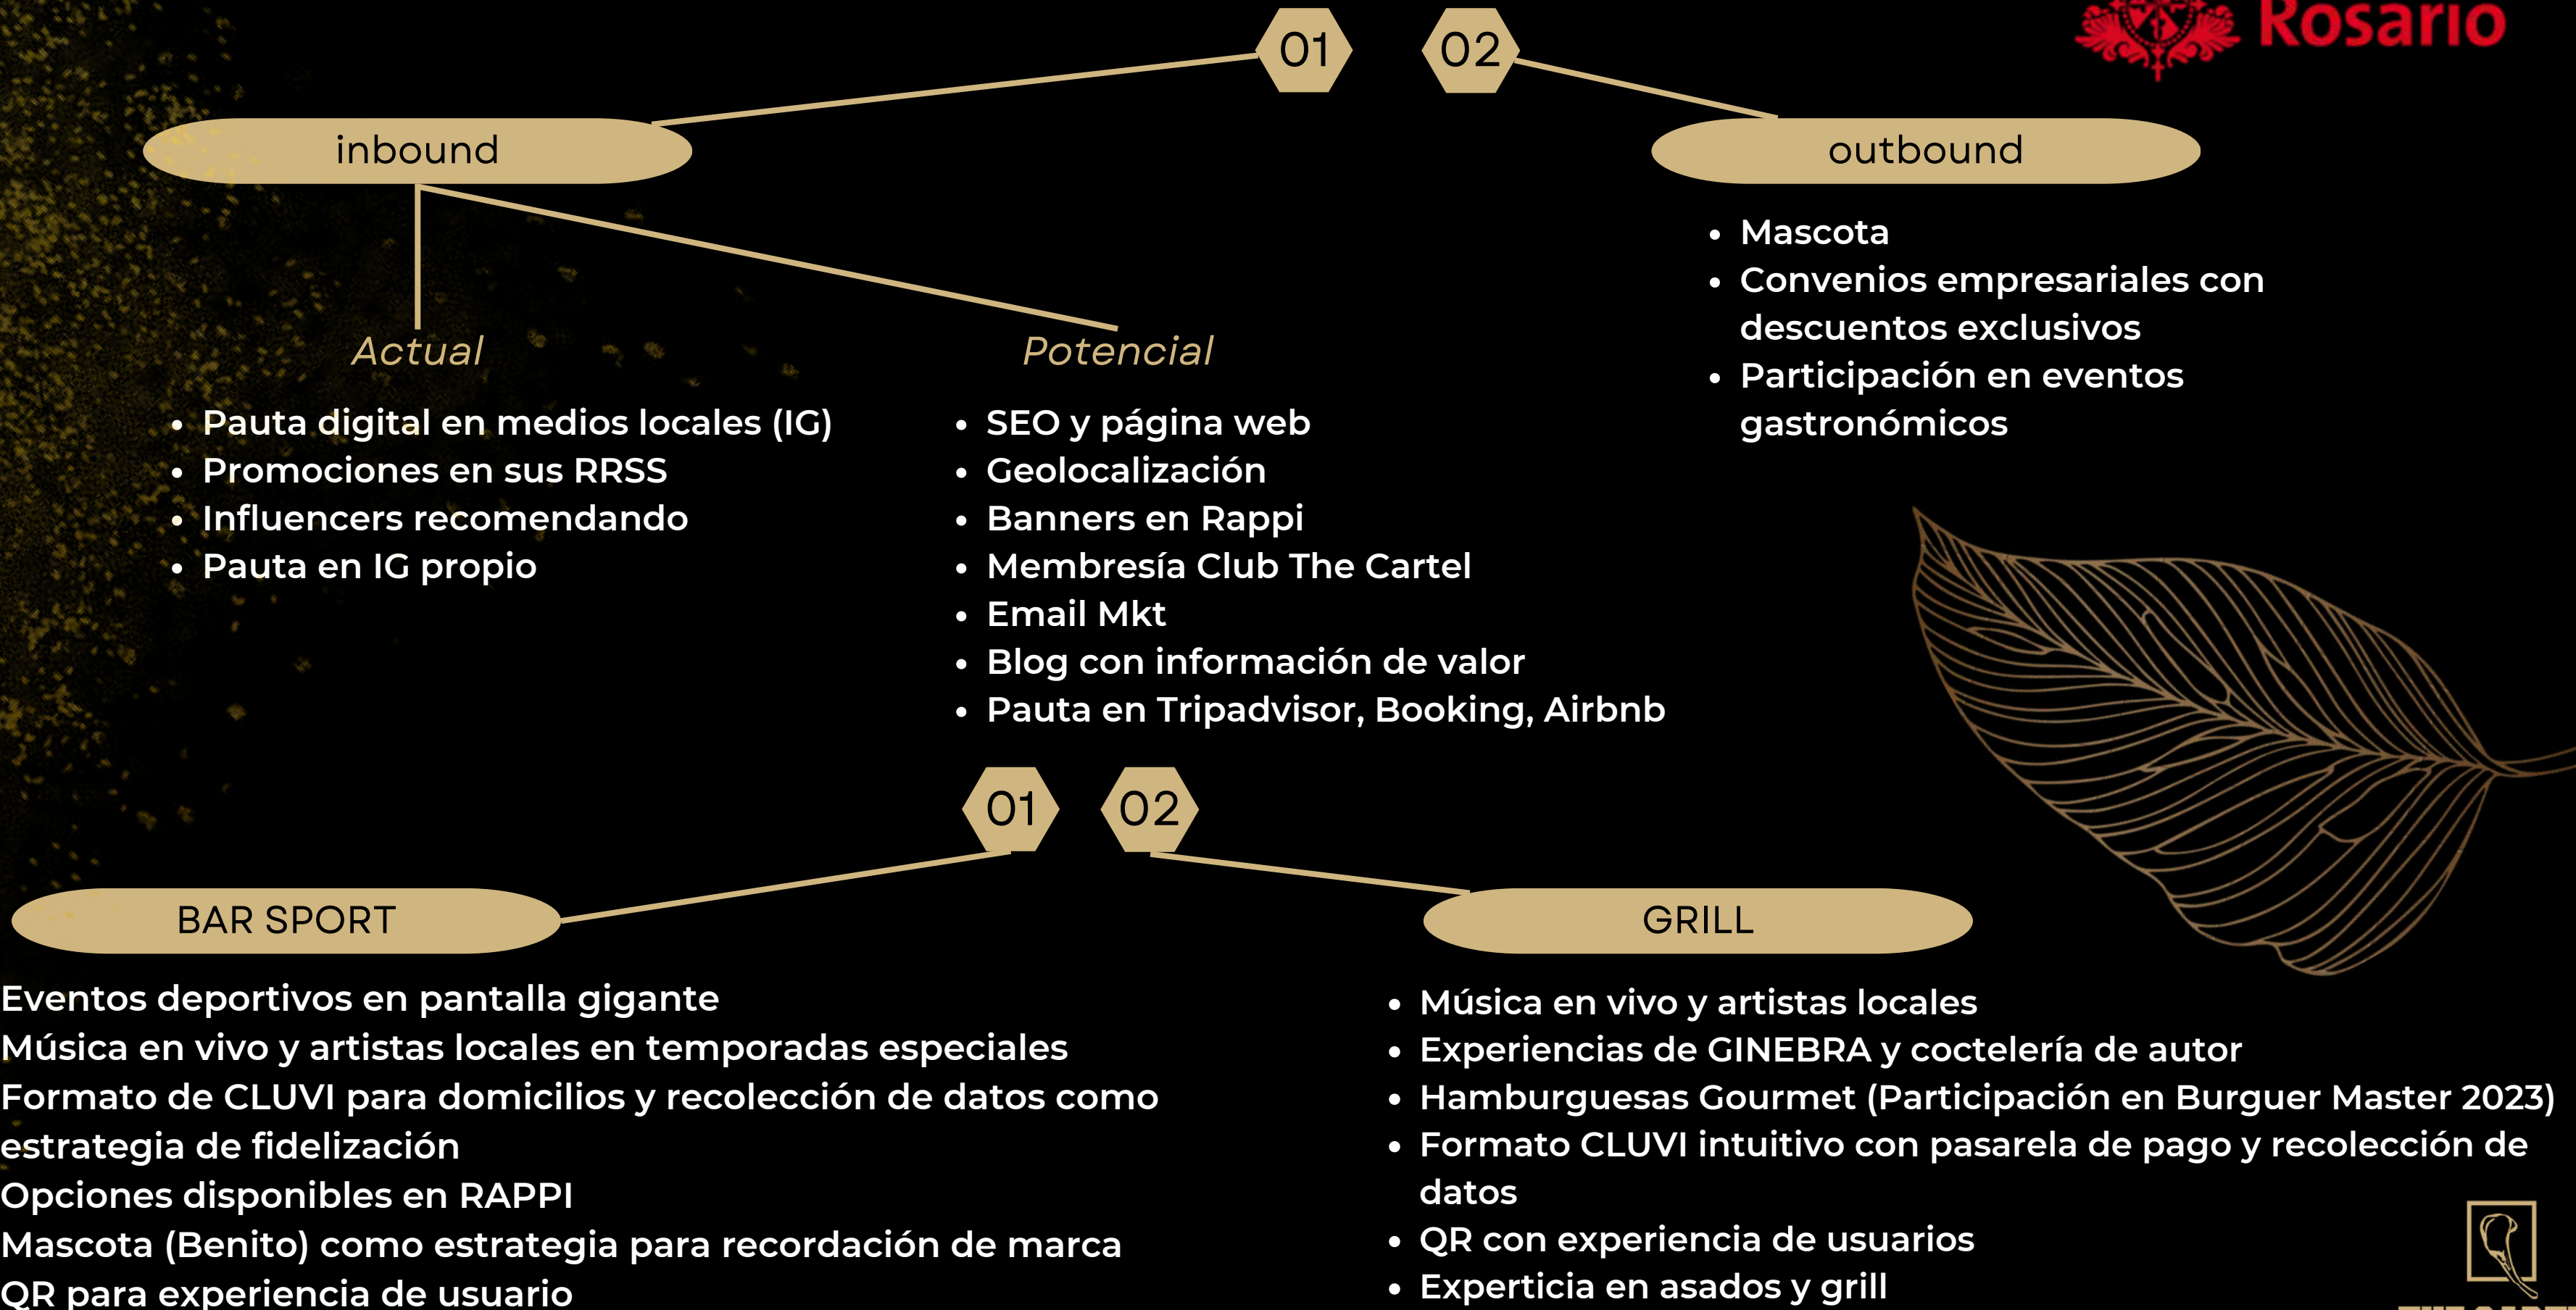 Rosario
01
02
inbound
outbound
Mascota
Convenios empresariales con
descuentos exclusivos
Participación en eventos
gastronómicos
Actual
Pauta digital en medios locales (IG)
Promociones en sus RRSS
Influencers recomendando
Pauta en IG propio
Potencial
SEO y página web
Geolocalización
Banners en Rappi
Membresía Club The Cartel
Email Mkt
Blog con información de valor
Pauta en Tripadvisor, Booking, Airbnb
01
02
BAR SPORT
Eventos deportivos en pantalla gigante
Música en vivo y artistas locales en temporadas especiales
Formato de CLUVI para domicilios y recolección de datos como
estrategia de fidelización
Opciones disponibles en RAPPI
Mascota (Benito) como estrategia para recordación de marca
QR para experiencia de usuario
GRILL
Música en vivo y artistas locales
Experiencias de GINEBRA y coctelería de autor
Hamburguesas Gourmet (Participación en Burguer Master 2023)
Formato CLUVI intuitivo con pasarela de pago y recolección de
datos
QR con experiencia de usuarios
Experticia en asados y grill